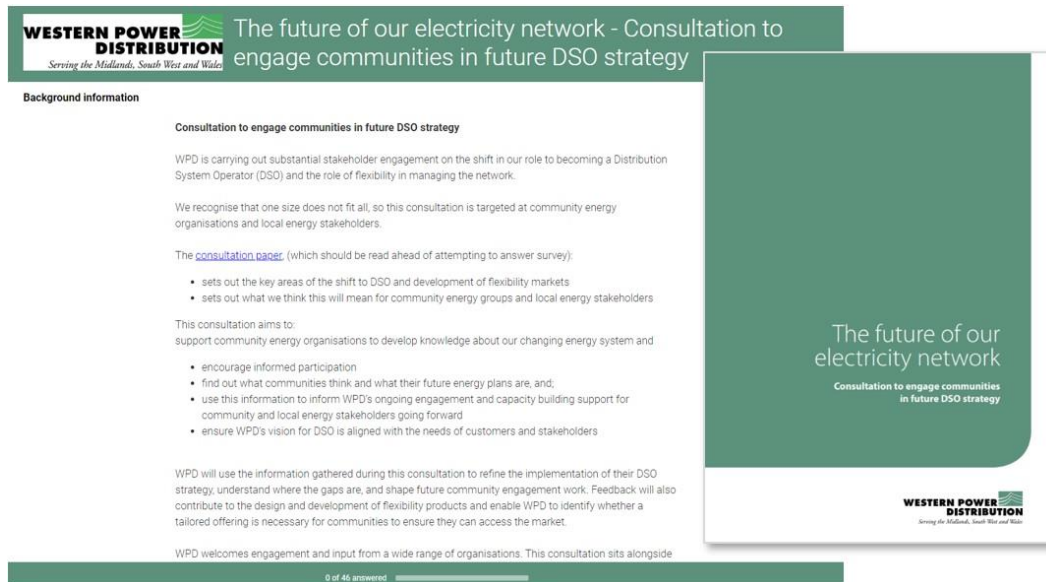 WESTERN POWER
DISTRIBUTION
Serving the Midlands, South West and Wales
The future of our electricity network - Consultation to
engage communities in future DSO strategy
Background information
Consultation to engage communities in future DSO strategy
WPD is carrying out substantial stakeholder engagement on the shift in our role to becoming a Distribution
System Operator (DSO) and the role of flexibility in managing the network.
We recognise that one size does not fit all, so this consultation is targeted at community energy
organisations and local energy stakeholders.
The consultation paper, (which should be read ahead of attempting to answer survey):
• sets out the key areas of the shift to DSO and development of flexibility markets
• sets out what we think this will mean for community energy groups and local energy stakeholders
This consultation aims to:
support community energy organisations to develop knowledge about our changing energy system and
• encourage informed participation
• find out what communities think and what their future energy plans are, and;
• use this information to inform WPD's ongoing engagement and capacity building support for
community and local energy stakeholders going forward
• ensure WPD's vision for DSO is aligned with the needs of customers and stakeholders
WPD will use the information gathered during this consultation to refine the implementation of their DSO
strategy, understand where the gaps are, and shape future community engagement work. Feedback will also
contribute to the design and development of flexibility products and enable WPD to identify whether a
tailored offering is necessary for communities to ensure they can access the market.
WPD welcomes engagement and input from a wide range of organisations. This consultation sits alongside
0 of 46 answered
The future of our
electricity network
Consultation to engage communities
in future DSO strategy
WESTERN POWER
DISTRIBUTION
Serving the Midlands, South West and Wales